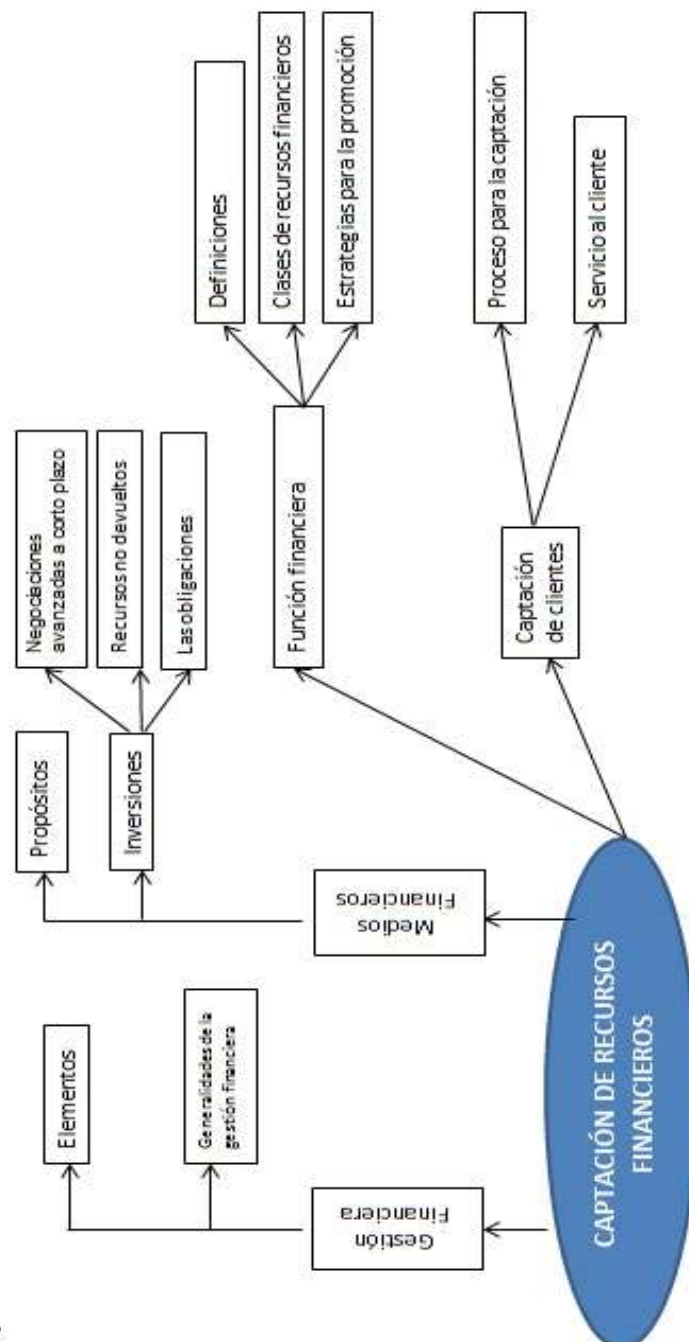 Elementos
Generalidades de la
gestión financiera
Gestión
Financiera
Propósitos
Inversiones
Negociaciones
avanzadas a corto plazo
Recursos no devueltos
Las obligaciones
Medios
Financieros
Función financiera
Definiciones
Clases de recursos financieros
Estrategias para la promoción
Captación
de clientes
Proceso para la captación
Servicio al cliente
CAPTACIÓN DE RECURSOS
FINANCIEROS